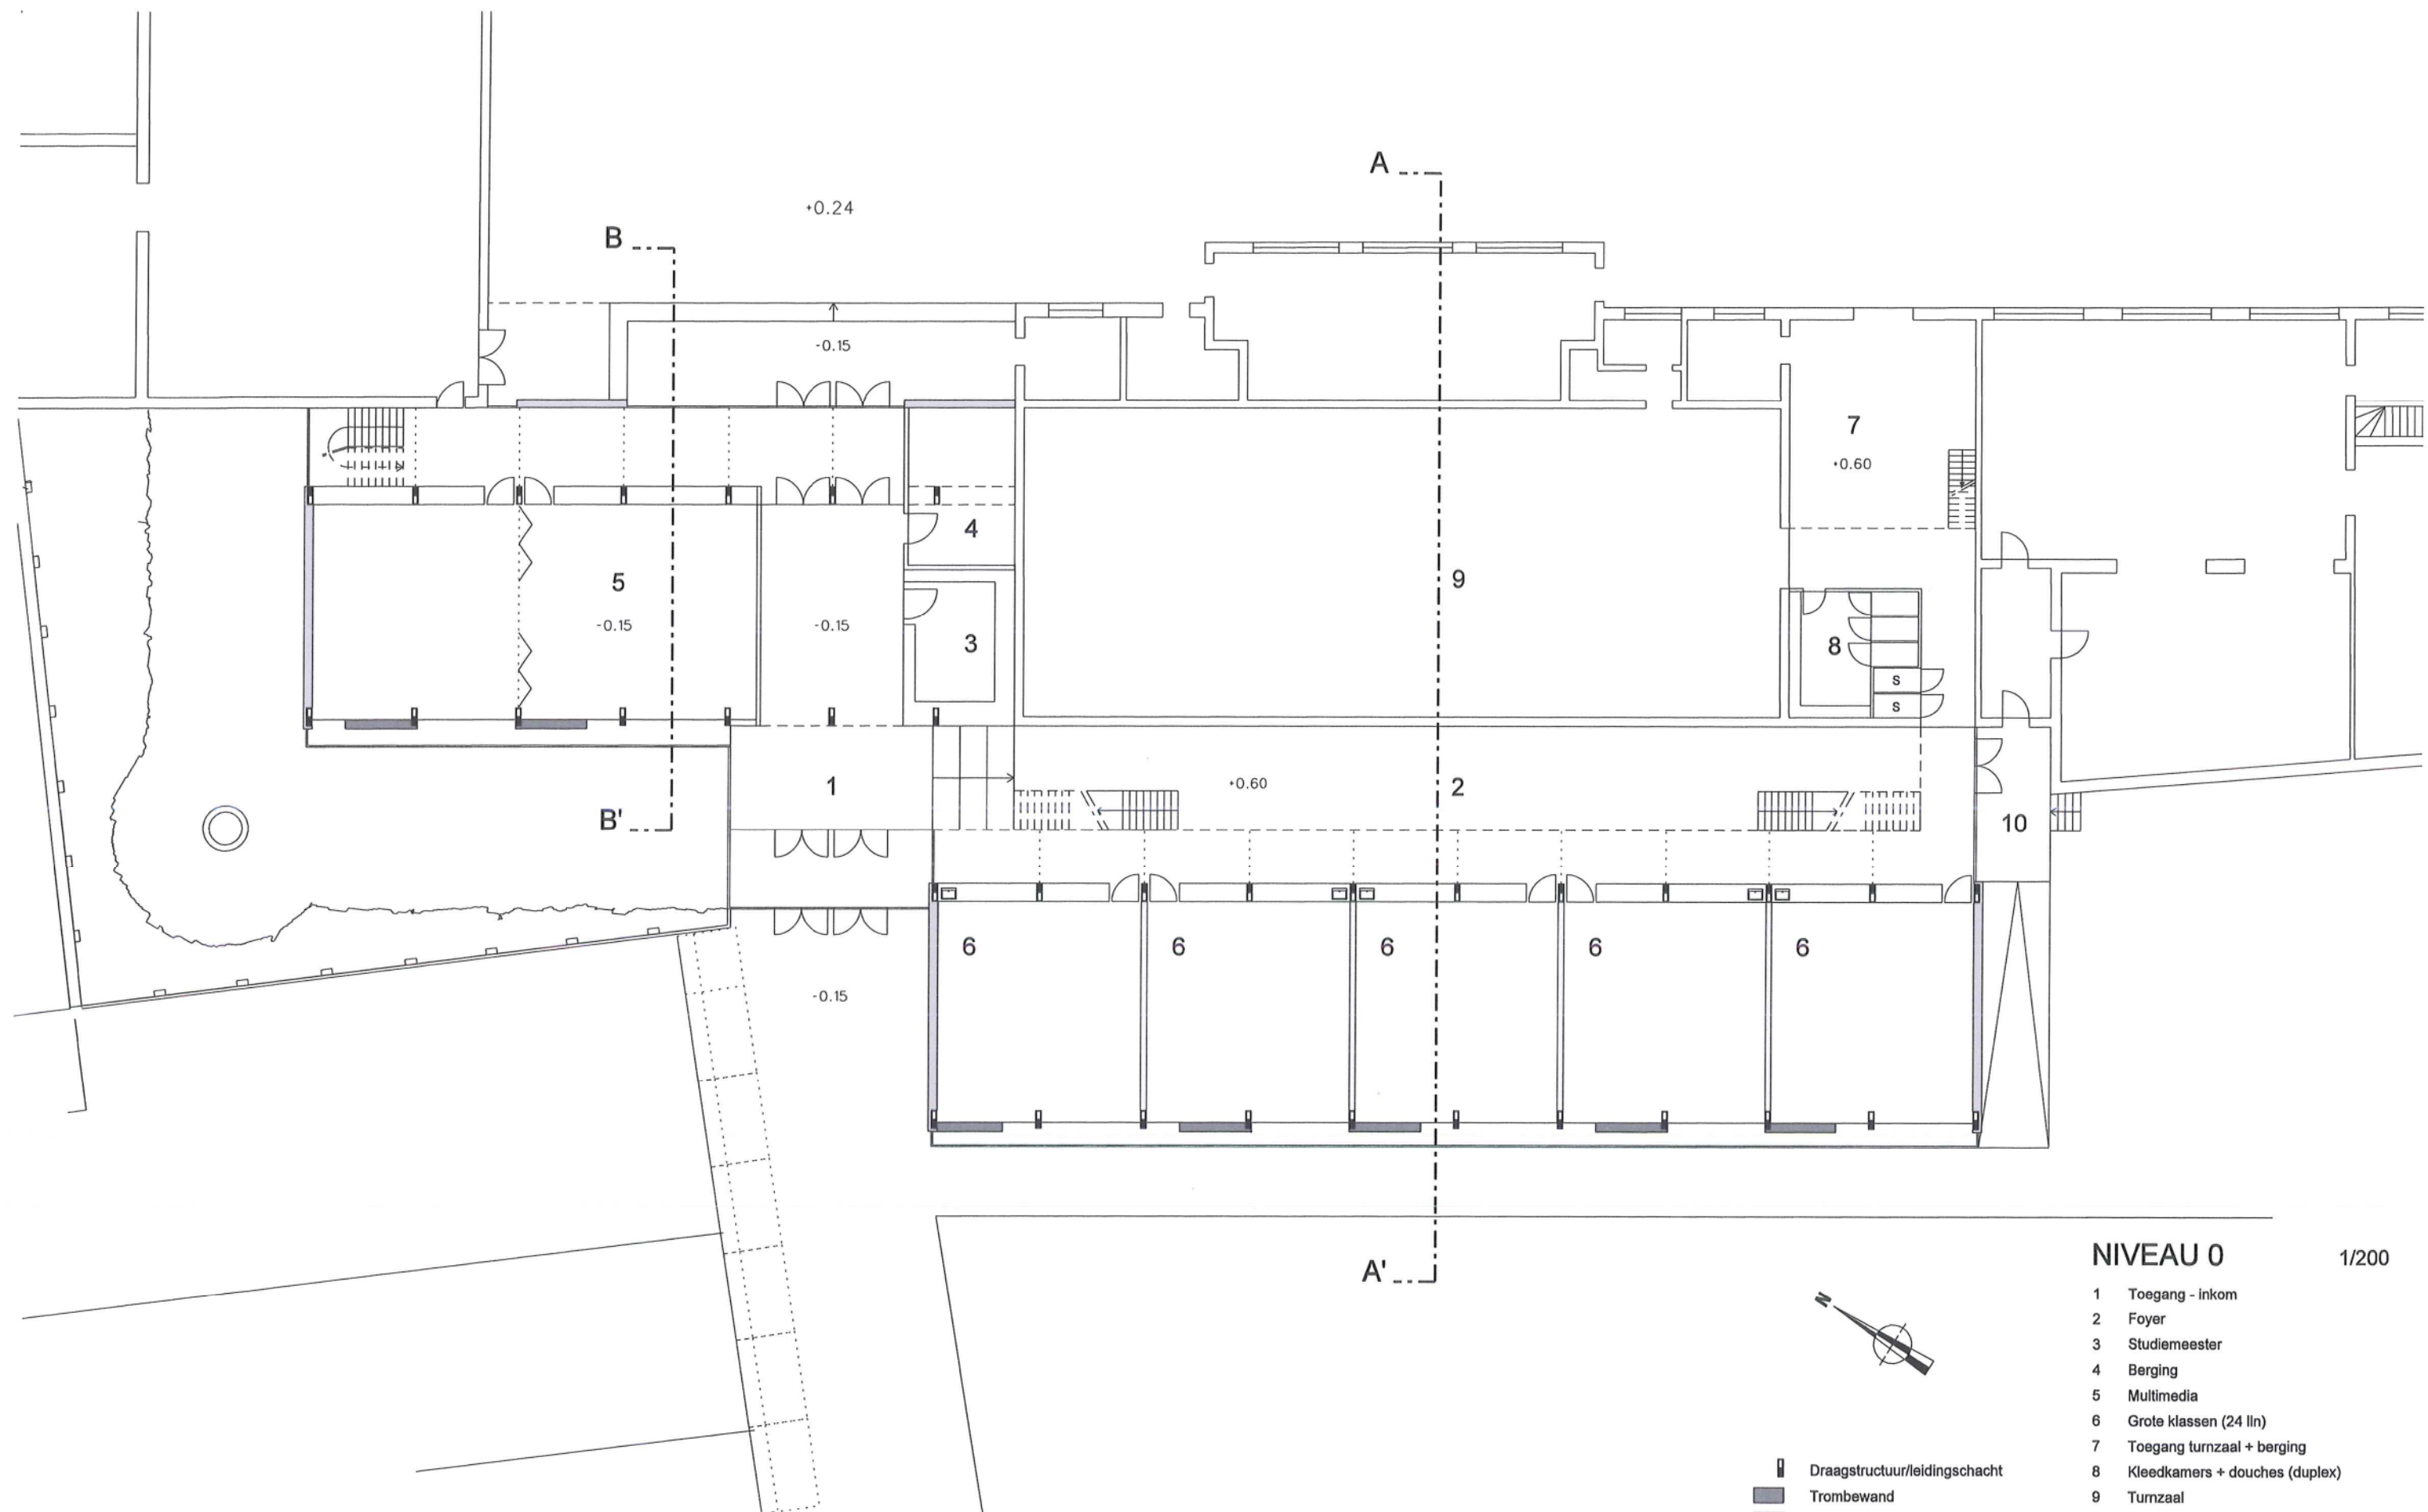 A
+0.24
B
-0.15
7
+0.60
4
5
9
-0.15
-0.15
3
8
S
S
1
+0.60
2
B'
10
6
6
6
6
6
-0.15
A'
NIVEAU 0 1/200
N
1 Toegang - inkom
2 Foyer
3 Studiemeester
4 Berging
5 Multimedia
6 Grote klassen (24 lln)
7 Toegang turnzaal + berging
8 Kleedkamers + douches (duplex)
9 Turnzaal
Draagstructuur/leidingschacht
Trombewand